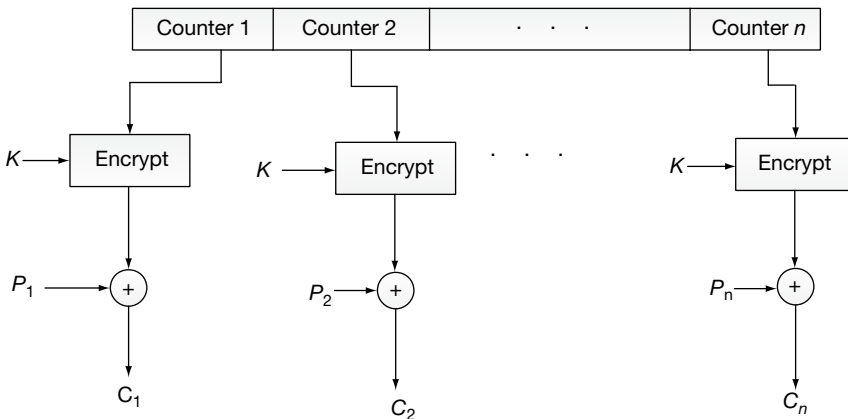 Counter 1 Counter 2 · · · Counter n
K Encrypt K Encrypt · · · K Encrypt
P₁ + P₂ + Pₙ +
C₁ C₂ Cₙ